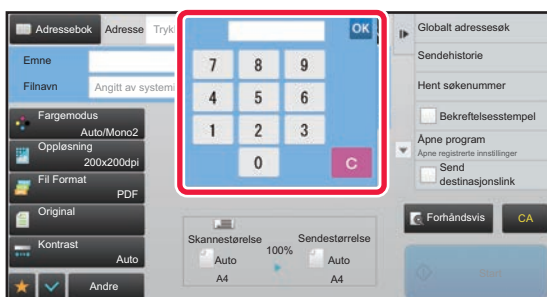 Adressebok
Adresse
Emne
Filnavn
Angitt av
Fargemodus
Auto/Mono2
Oppløsning
200x200dpi
Fil Format
PDF
Original
Kontrast
Auto
Andre
OK
7 8 9
4 5 6
1 2 3
0 C
Skannestørelse
100%
Sendestørrelse
Auto
A4
Auto
A4
Globalt adressesøk
Sendehistorie
Hent søkenummer
Bekreftelsesstempel
Åpne program
Åpne registrerte innstillinger
Send
destinasjonslink
Forhåndsvis
CA
Start